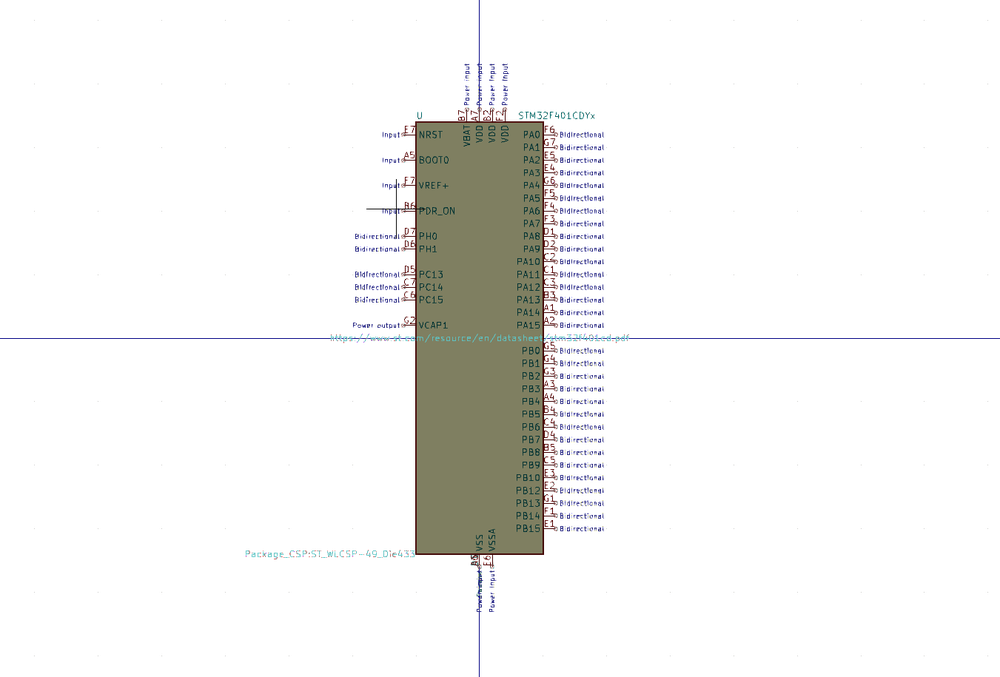 Power input
Power input
Power input
Power input
B7
A7
B2
F2
U
STM32F401CDYx
VBAT
VDD
VDD
VDD
Input E7 NRST
Input A5 BOOT0
Input F7 VREF+
Input B6 PDR_ON
Bidirectional D7 PH0
Bidirectional D6 PH1
Bidirectional D5 PC13
Bidirectional C7 PC14
Bidirectional C6 PC15
Power output G2 VCAP1
PA0 F6 Bidirectional
PA1 G7 Bidirectional
PA2 E5 Bidirectional
PA3 E4 Bidirectional
PA4 G6 Bidirectional
PA5 F5 Bidirectional
PA6 F4 Bidirectional
PA7 F3 Bidirectional
PA8 D1 Bidirectional
PA9 D2 Bidirectional
PA10 C2 Bidirectional
PA11 C1 Bidirectional
PA12 C3 Bidirectional
PA13 B3 Bidirectional
PA14 A1 Bidirectional
PA15 A2 Bidirectional
https://www.st.com/resource/en/datasheet/stm32f401cd.pdf
PB0 G5 Bidirectional
PB1 G4 Bidirectional
PB2 G3 Bidirectional
PB3 A3 Bidirectional
PB4 A4 Bidirectional
PB5 B4 Bidirectional
PB6 C4 Bidirectional
PB7 D4 Bidirectional
PB8 B5 Bidirectional
PB9 C5 Bidirectional
PB10 E3 Bidirectional
PB12 E2 Bidirectional
PB13 G1 Bidirectional
PB14 F1 Bidirectional
PB15 E1 Bidirectional
VSS
VSSA
Package_CSP:ST_WLCSP-49_Die433
E6
Power input